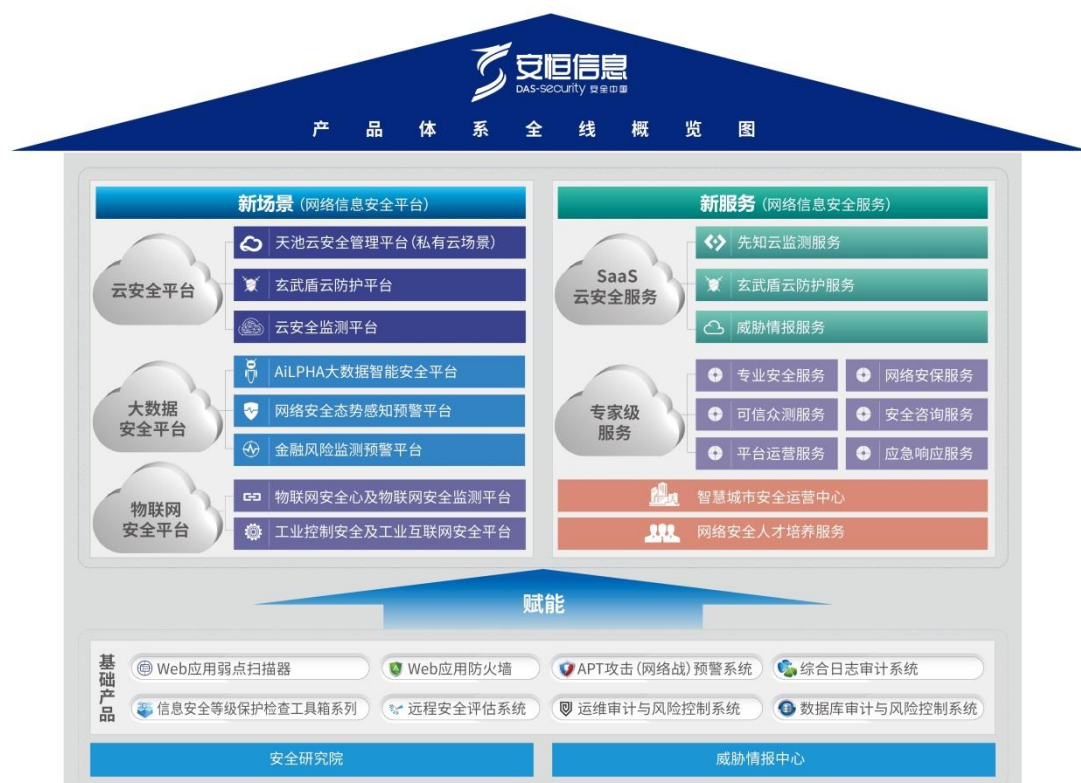 安恒信息
DAS-security 安全中国
产品体系全线概览图
新场景(网络信息安全平台)
云安全平台
天池云安全管理平台(私有云场景)
玄武盾云防护平台
云安全监测平台
大数据
安全平台
AiLPHA大数据智能安全平台
网络安全态势感知预警平台
金融风险监测预警平台
物联网
安全平台
物联网安全心及物联网安全监测平台
工业控制安全及工业互联网安全平台
新服务(网络信息安全服务)
SaaS
云安全服务
先知云监测服务
玄武盾云防护服务
威胁情报服务
专家级
服务
专业安全服务
网络安保服务
可信众测服务
安全咨询服务
平台运营服务
应急响应服务
智慧城市安全运营中心
网络安全人才培养服务
赋能
基础产品
Web应用弱点扫描器
Web应用防火墙
APT攻击(网络战)预警系统
综合日志审计系统
信息安全等级保护检查工具箱系列
远程安全评估系统
运维审计与风险控制系统
数据库审计与风险控制系统
安全研究院
威胁情报中心